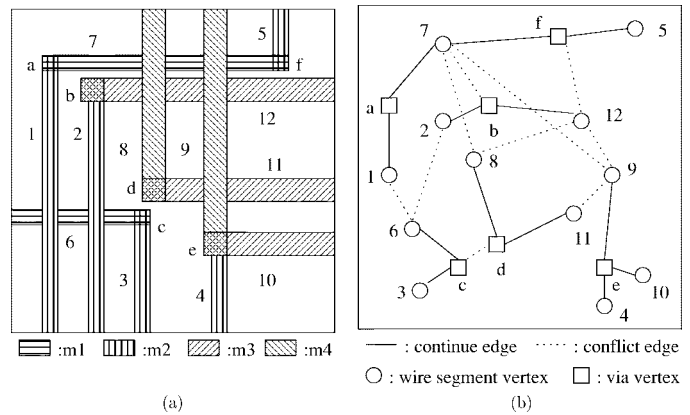 7 5
a f
b
1 2 8 9 12
11
d
c
6 e
3 4 10
:m1 :m2 :m3 :m4
(a)
f
7 5
a
2 b 12
8
1 9
6 11
d
c e
3 10
4
: continue edge : conflict edge
: wire segment vertex : via vertex
(b)